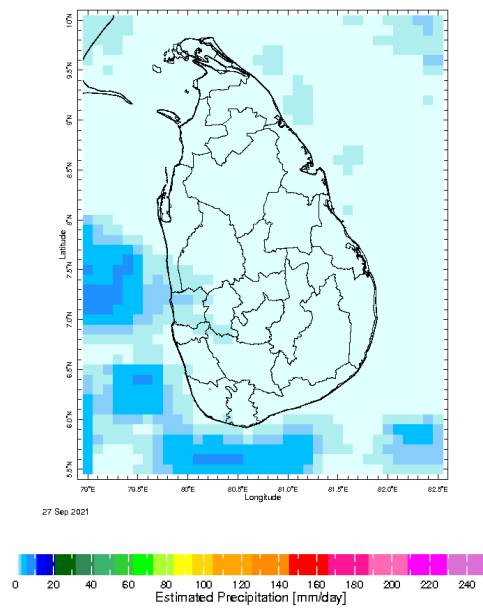 10°N
9.5°N
9°N
8.5°N
8°N
7.5°N
7.0°N
6.5°N
6.0°N
5.5°N
Latitude
79°E 79.5°E 80°E 80.5°E 81.0°E 81.5°E 82.0°E 82.5°E
Longitude
27 Sep 2021
0 20 40 60 80 100 120 140 160 180 200 220 240
Estimated Precipitation [mm/day]